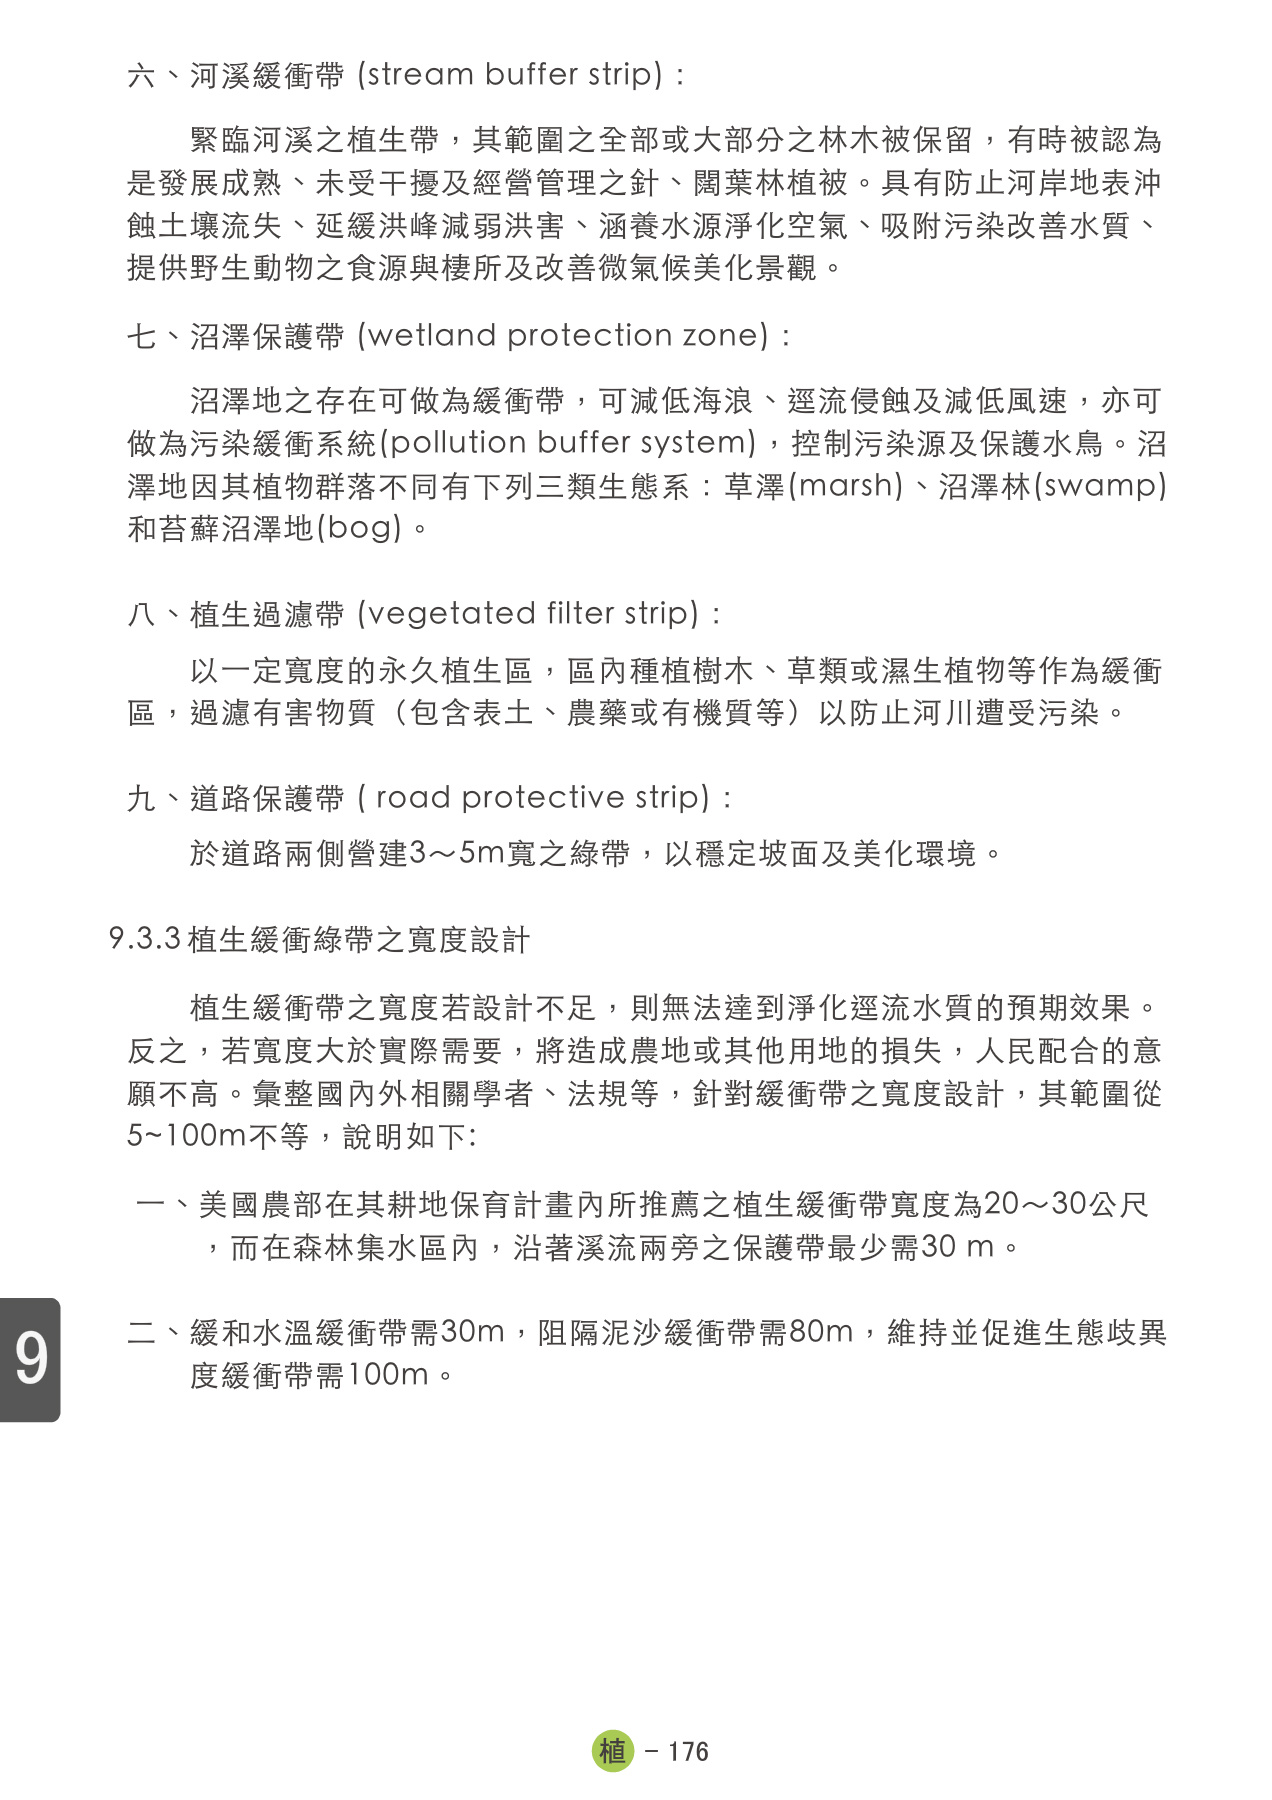 六、河溪緩衝帶 (stream buffer strip)：
緊臨河溪之植生帶，其範圍之全部或大部分之林木被保留，有時被認為
是發展成熟、未受干擾及經營管理之針、闊葉林植被。具有防止河岸地表沖
蝕土壤流失、延緩洪峰減弱洪害、涵養水源淨化空氣、吸附污染改善水質、
提供野生動物之食源與棲所及改善微氣候美化景觀。
七、沼澤保護帶 (wetland protection zone)：
沼澤地之存在可做為緩衝帶，可減低海浪、逕流侵蝕及減低風速，亦可
做為污染緩衝系統(pollution buffer system)，控制污染源及保護水鳥。沼
澤地因其植物群落不同有下列三類生態系：草澤(marsh)、沼澤林(swamp)
和苔蘚沼澤地(bog)。
八、植生過濾帶 (vegetated filter strip)：
以一定寬度的永久植生區，區內種植樹木、草類或濕生植物等作為緩衝
區，過濾有害物質（包含表土、農藥或有機質等）以防止河川遭受污染。
九、道路保護帶 ( road protective strip)：
於道路兩側營建3～5m寬之綠帶，以穩定坡面及美化環境。
9.3.3 植生緩衝綠帶之寬度設計
植生緩衝帶之寬度若設計不足，則無法達到淨化逕流水質的預期效果。
反之，若寬度大於實際需要，將造成農地或其他用地的損失，人民配合的意
願不高。彙整國內外相關學者、法規等，針對緩衝帶之寬度設計，其範圍從
5~100m不等，說明如下:
一、美國農部在其耕地保育計畫內所推薦之植生緩衝帶寬度為20～30公尺
，而在森林集水區內，沿著溪流兩旁之保護帶最少需30 m。
二、緩和水溫緩衝帶需30m，阻隔泥沙緩衝帶需80m，維持並促進生態歧異
度緩衝帶需100m。
9
植 － 176